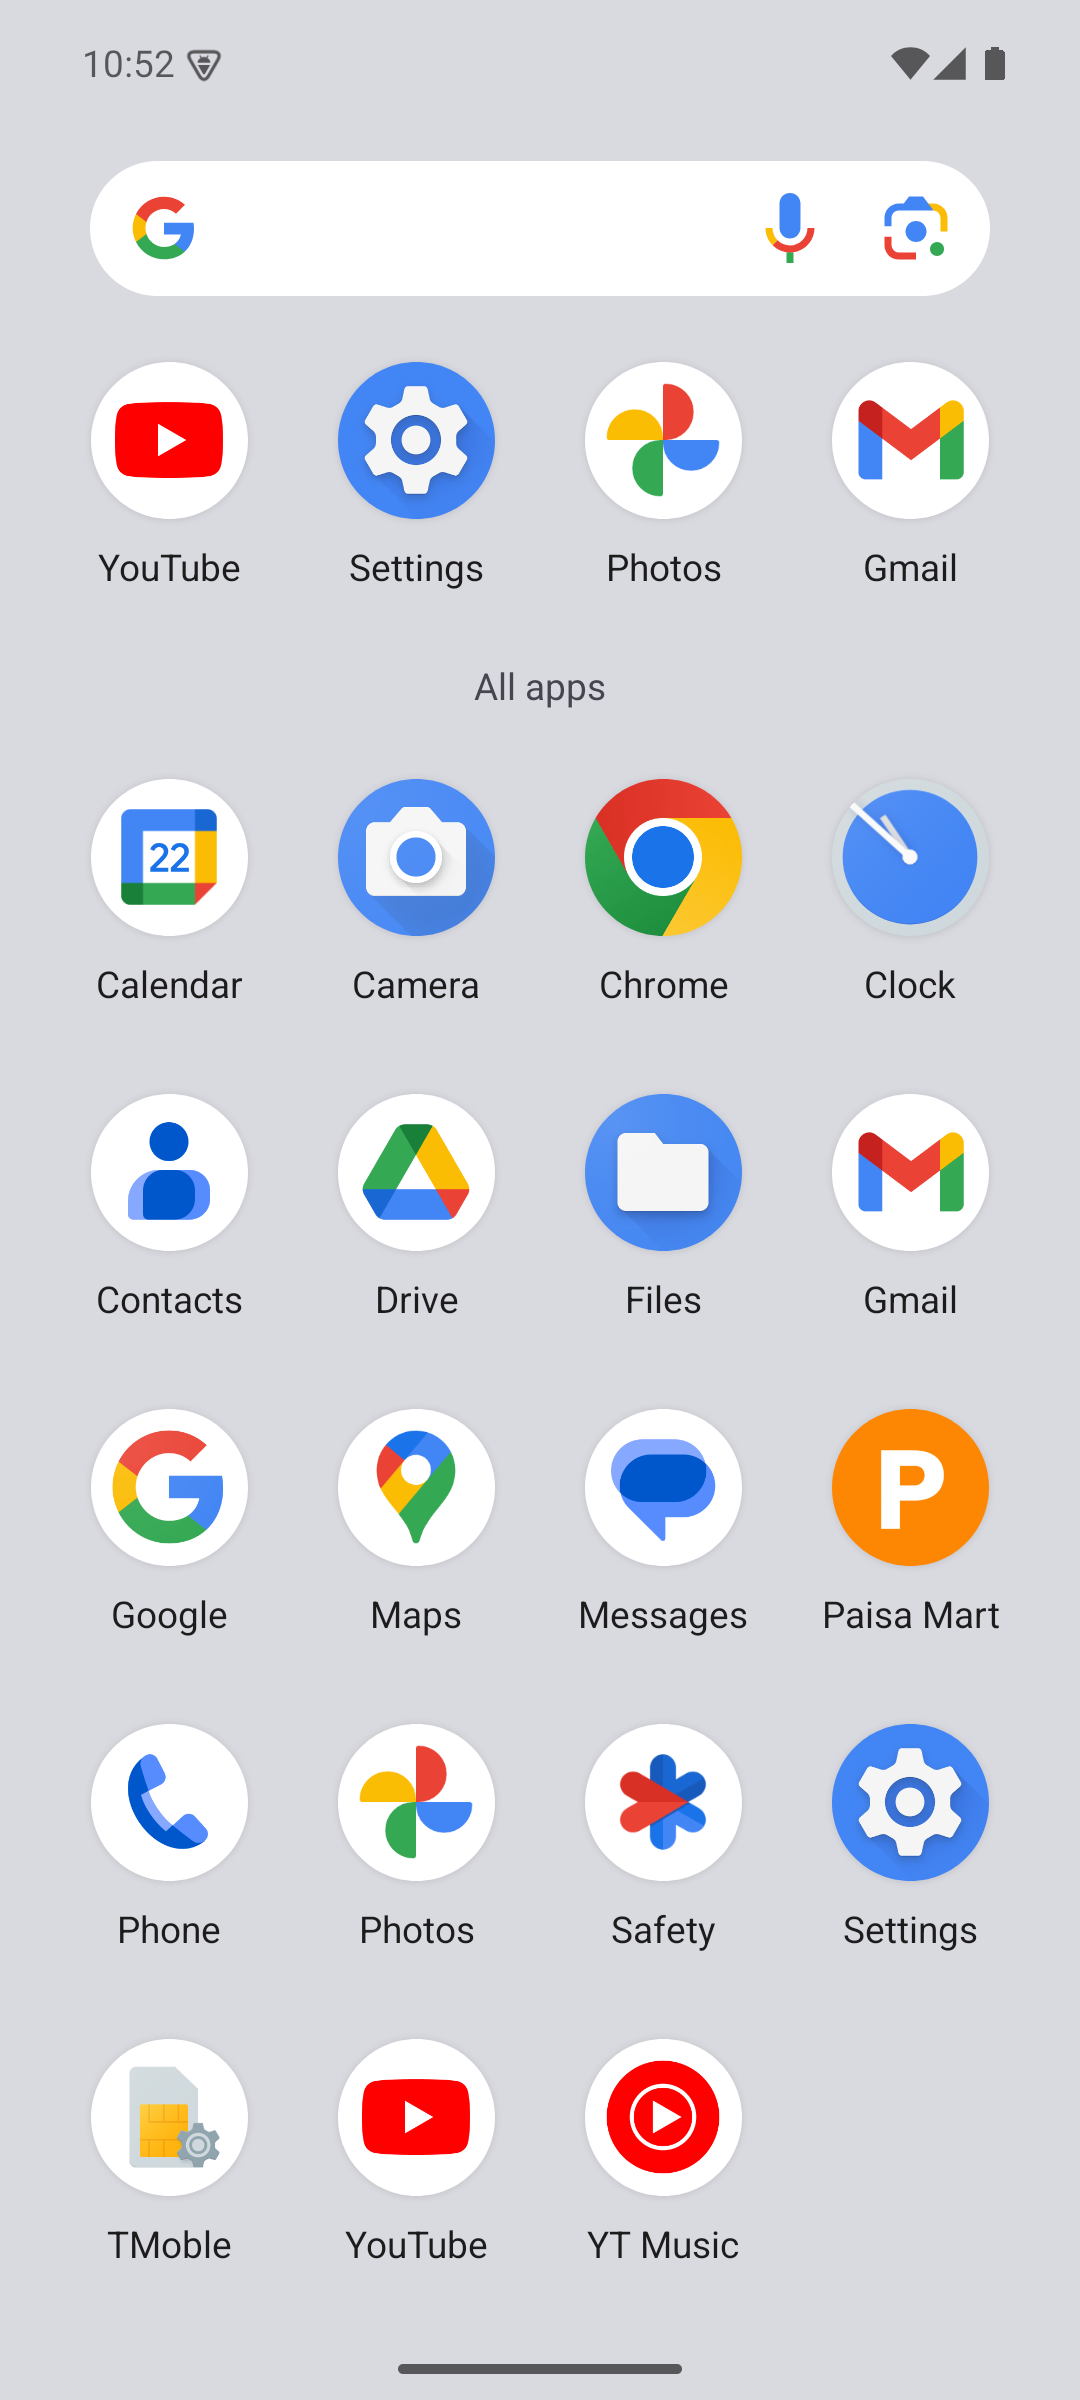 10:52
YouTube Settings Photos Gmail
All apps
22
Calendar Camera Chrome Clock
Contacts Drive Files Gmail
P
Google Maps Messages Paisa Mart
Phone Photos Safety Settings
TMoble YouTube YT Music